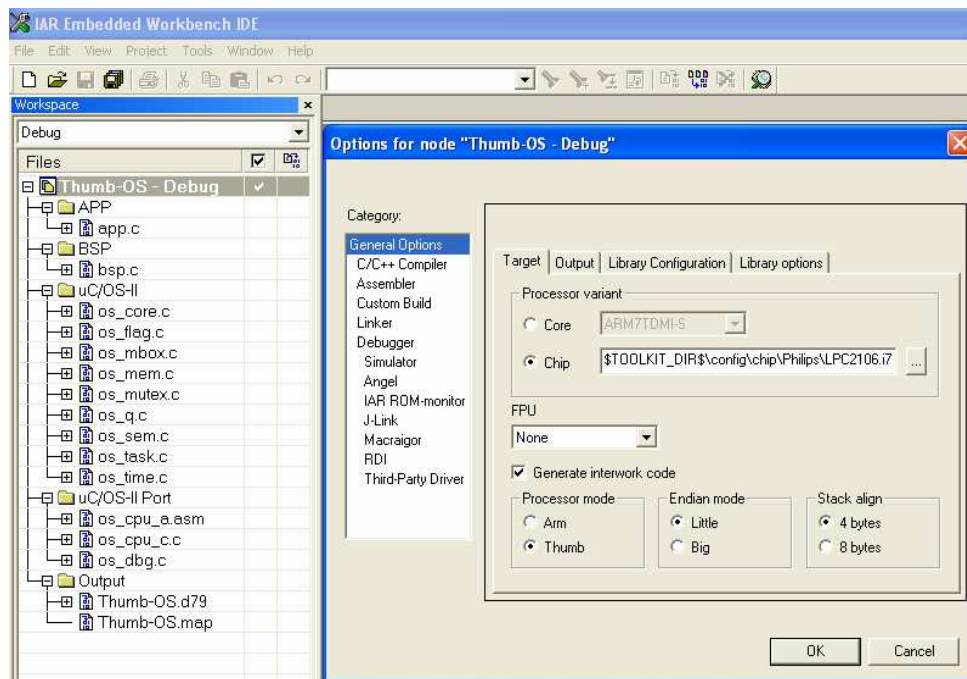 IAR Embedded Workbench IDE
File Edit View Project Tools Window Help
Workspace
Debug
Files
Thumb-OS - Debug
APP
app.c
BSP
bsp.c
uC/OS-II
os_core.c
os_flag.c
os_mbox.c
os_mem.c
os_mutex.c
os_q.c
os_sem.c
os_task.c
os_time.c
uC/OS-II Port
os_cpu_a.asm
os_cpu_c.c
os_dbg.c
Output
Thumb-OS.d79
Thumb-OS.map
Options for node "Thumb-OS - Debug"
Category:
General Options
C/C++ Compiler
Assembler
Custom Build
Linker
Debugger
Simulator
Angel
IAR ROM-monitor
J-Link
Macraigor
RDI
Third-Party Driver
Target Output Library Configuration Library options
Processor variant
Core ARM7TDMI-S
Chip $TOOLKIT_DIR$\config\chip\Philips\LPC2106.i7 ...
FPU
None
Generate interwork code
Processor mode Endian mode Stack align
Arm Little 4 bytes
Thumb Big 8 bytes
OK Cancel